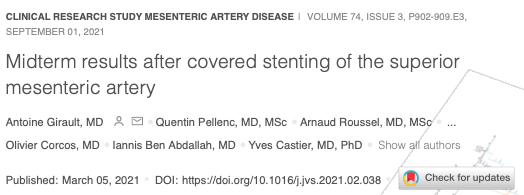 CLINICAL RESEARCH STUDY MESENTERIC ARTERY DISEASE | VOLUME 74, ISSUE 3, P902-909.E3,
SEPTEMBER 01, 2021
Midterm results after covered stenting of the superior
mesenteric artery
Antoine Girault, MD • Quentin Pellenc, MD, MSc • Arnaud Roussel, MD, MSc • ...
Olivier Corcos, MD • Iannis Ben Abdallah, MD • Yves Castier, MD, PhD • Show all authors
Published: March 05, 2021 • DOI: https://doi.org/10.1016/j.jvs.2021.02.038 •
Check for updates